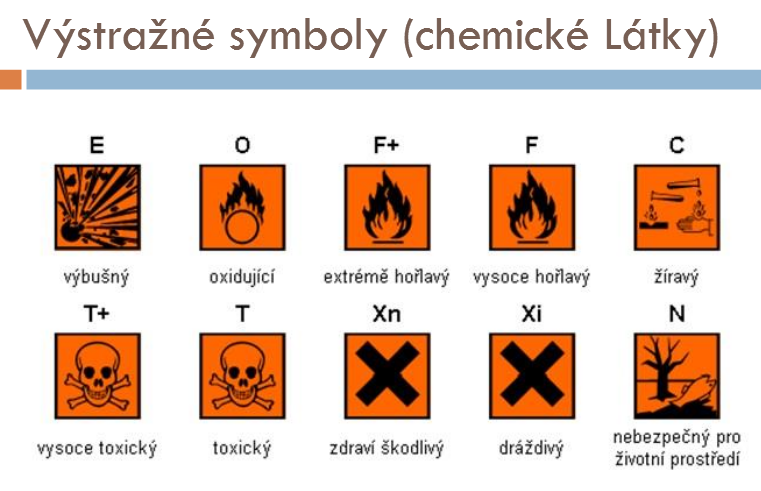 Výstražné symboly (chemické Látky)
E O F+ F C
výbušný oxidující extrémě hořlavý vysoce hořlavý žíravý
T+ T Xn Xi N
vysoce toxický toxický zdraví škodlivý dráždivý nebezpečný pro
životní prostředí